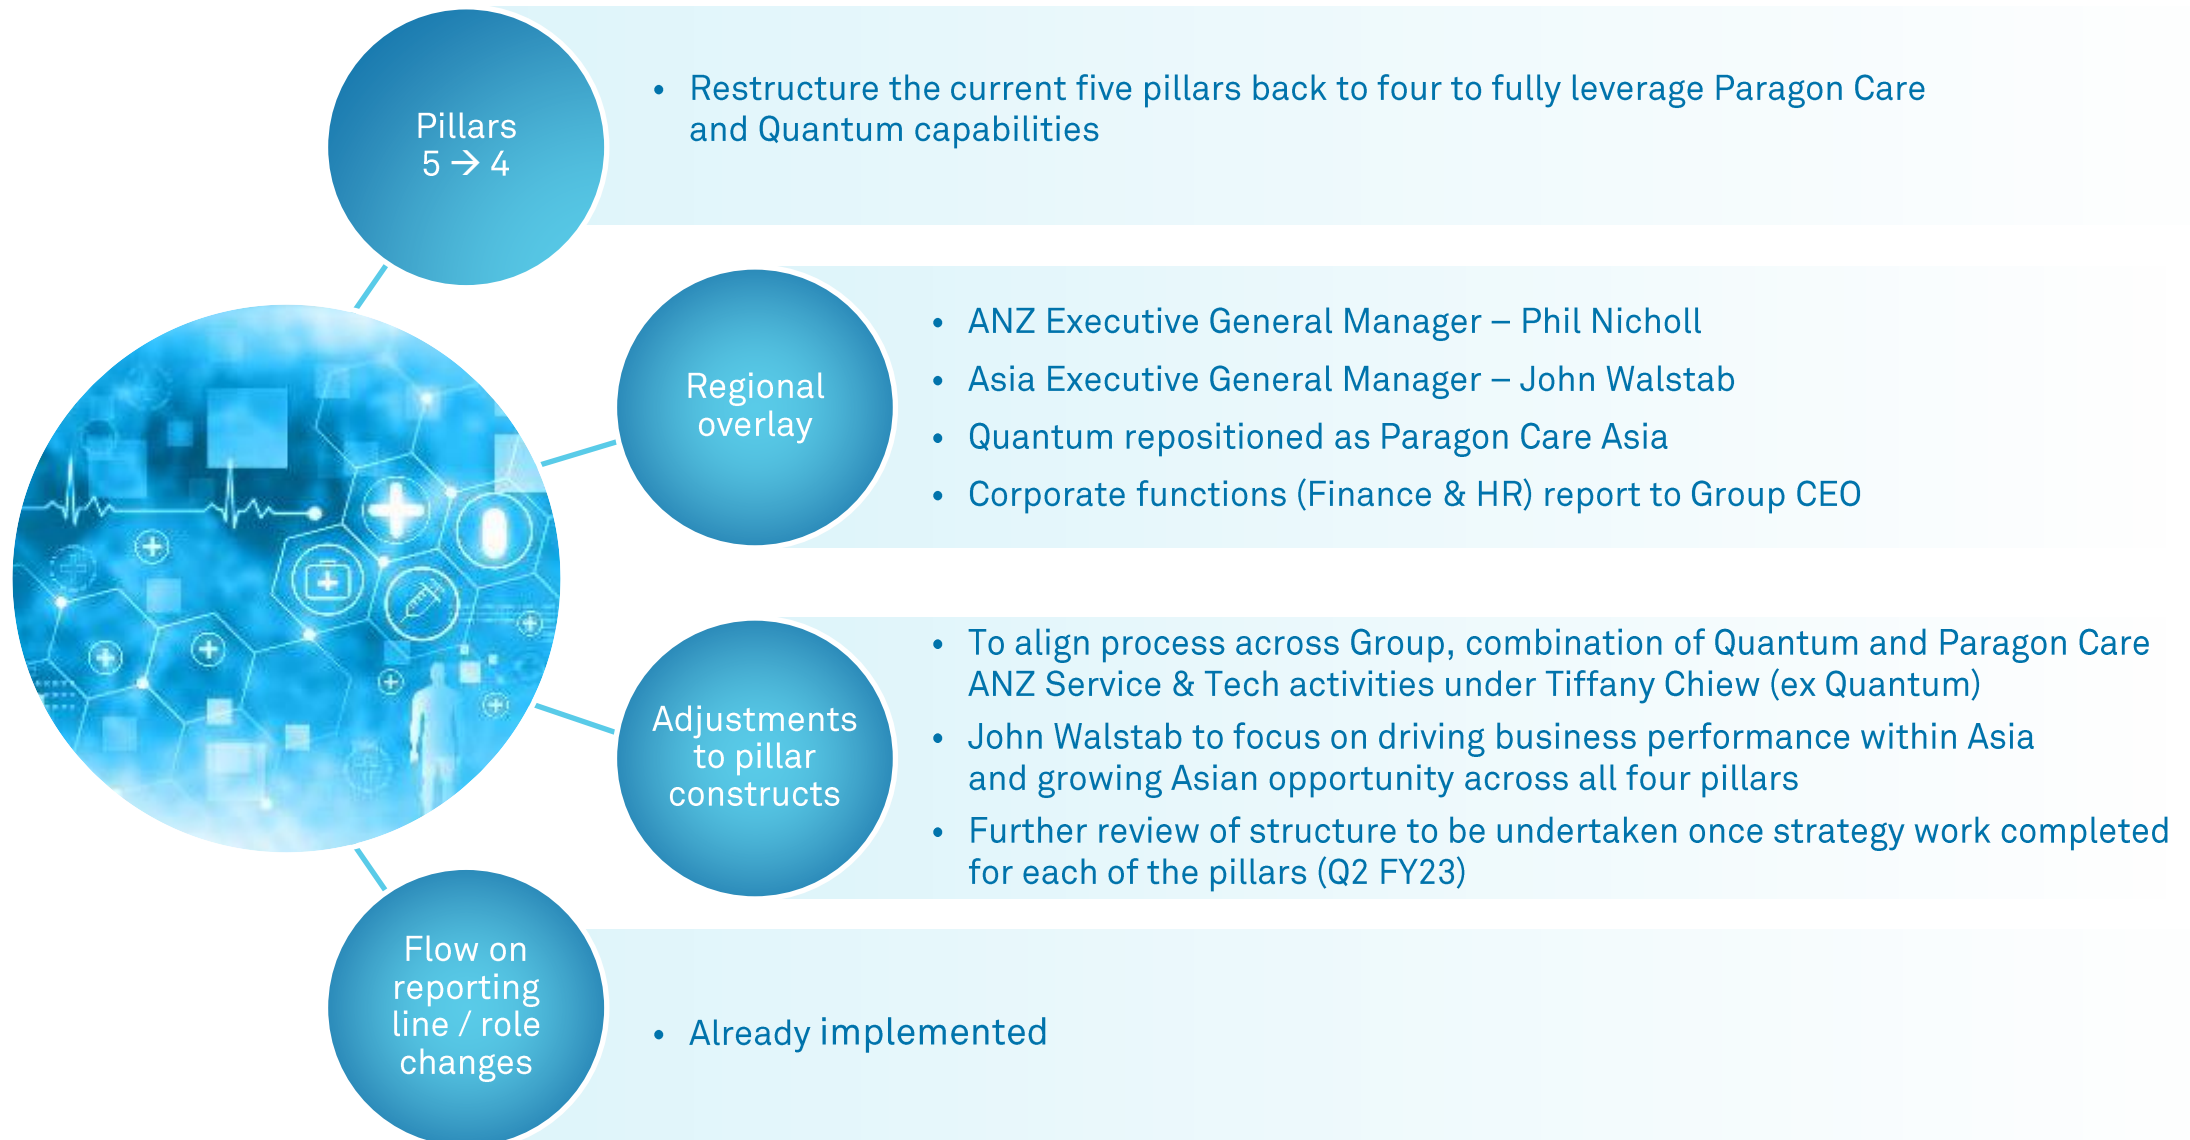 Pillars
5 → 4
• Restructure the current five pillars back to four to fully leverage Paragon Care
and Quantum capabilities
Regional
overlay
• ANZ Executive General Manager – Phil Nicholl
• Asia Executive General Manager – John Walstab
• Quantum repositioned as Paragon Care Asia
• Corporate functions (Finance & HR) report to Group CEO
Adjustments
to pillar
constructs
• To align process across Group, combination of Quantum and Paragon Care
ANZ Service & Tech activities under Tiffany Chiew (ex Quantum)
• John Walstab to focus on driving business performance within Asia
and growing Asian opportunity across all four pillars
• Further review of structure to be undertaken once strategy work completed
for each of the pillars (Q2 FY23)
Flow on
reporting
line / role
changes
• Already implemented